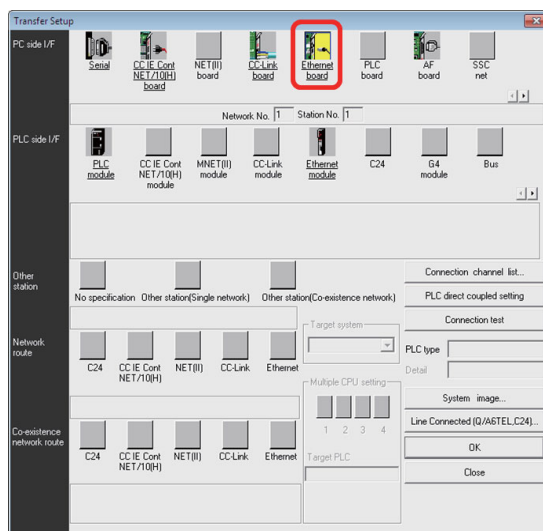 Transfer Setup
PC side I/F
Serial
CC IE Cont
NET/10(H)
board
NET(II)
board
CC-Link
board
Ethernet
board
PLC
board
AF
board
SSC
net
Network No. 1 Station No. 1
PLC side I/F
PLC
module
CC IE Cont
NET/10(H)
module
MNET(II)
module
CC-Link
module
Ethernet
module
C24
G4
module
Bus
Other
station
No specification
Other station(Single network)
Other station(Co-existence network)
Connection channel list...
PLC direct coupled setting
Connection test
PLC type
Detail
System image...
Line Connected (Q/A6TEL,C24)...
OK
Close
Target system
Network
route
C24
CC IE Cont
NET/10(H)
NET(II)
CC-Link
Ethernet
Multiple CPU setting
1 2 3 4
Target PLC
Co-existence
network route
C24
CC IE Cont
NET/10(H)
NET(II)
CC-Link
Ethernet